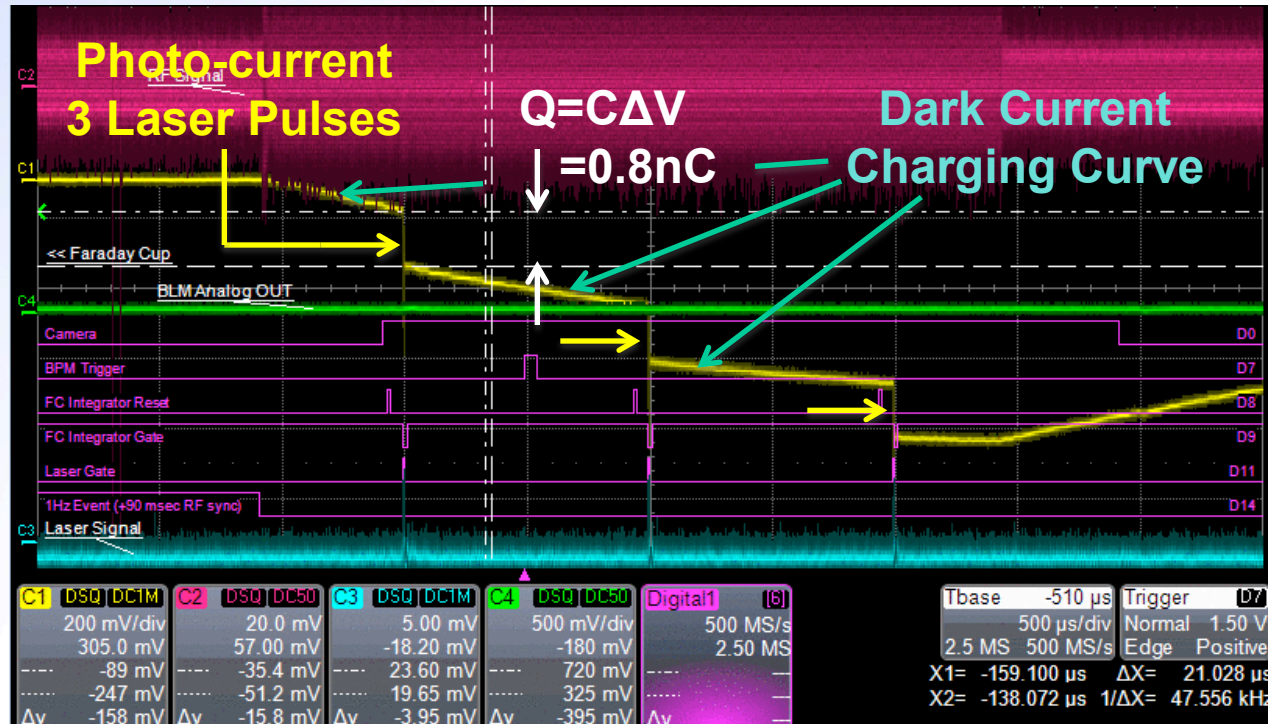 Photo-current
3 Laser Pulses
RF Signal
Q=CΔV
=0.8nC
Dark Current
Charging Curve
C2
C1
<< Faraday Cup
BLM Analog OUT
C4
Camera D0
BPM Trigger D7
FC Integrator Reset D8
FC Integrator Gate D9
Laser Gate D11
1Hz Event (+90 msec RF sync) D14
C3 Laser Signal
C1 DSQ DC1M
200 mV/div
305.0 mV
-89 mV
-247 mV
Δy -158 mV
C2 DSQ DC50
20.0 mV
57.00 mV
-35.4 mV
-51.2 mV
Δy -15.8 mV
C3 DSQ DC1M
5.00 mV
-18.20 mV
23.60 mV
19.65 mV
Δy -3.95 mV
C4 DSQ DC50
500 mV/div
-180 mV
720 mV
325 mV
Δy -395 mV
Digital1 [6]
500 MS/s
2.50 MS
Δy
Tbase -510 µs
500 µs/div
2.5 MS 500 MS/s
Trigger D7
Normal 1.50 V
Edge Positive
X1= -159.100 µs ΔX= 21.028 µs
X2= -138.072 µs 1/ΔX= 47.556 kHz